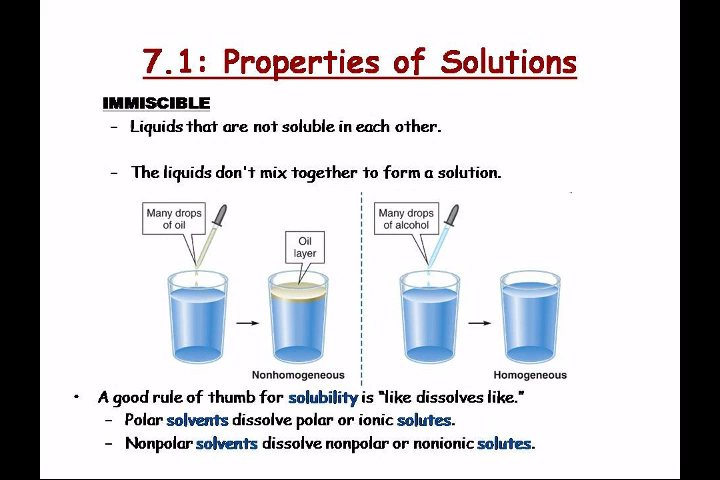 7.1: Properties of Solutions
IMMISCIBLE
– Liquids that are not soluble in each other.
– The liquids don't mix together to form a solution.
Many drops
of oil
Oil
layer
Many drops
of alcohol
Nonhomogeneous
Homogeneous
• A good rule of thumb for solubility is "like dissolves like."
– Polar solvents dissolve polar or ionic solutes.
– Nonpolar solvents dissolve nonpolar or nonionic solutes.